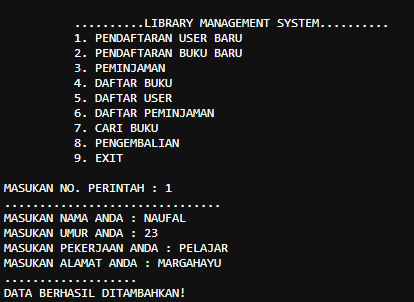 ..........LIBRARY MANAGEMENT SYSTEM..........
1. PENDAFTARAN USER BARU
2. PENDAFTARAN BUKU BARU
3. PEMINJAMAN
4. DAFTAR BUKU
5. DAFTAR USER
6. DAFTAR PEMINJAMAN
7. CARI BUKU
8. PENGEMBALIAN
9. EXIT
MASUKAN NO. PERINTAH : 1
...............................
MASUKAN NAMA ANDA : NAUFAL
MASUKAN UMUR ANDA : 23
MASUKAN PEKERJAAN ANDA : PELAJAR
MASUKAN ALAMAT ANDA : MARGAHAYU
...................
DATA BERHASIL DITAMBAHKAN!